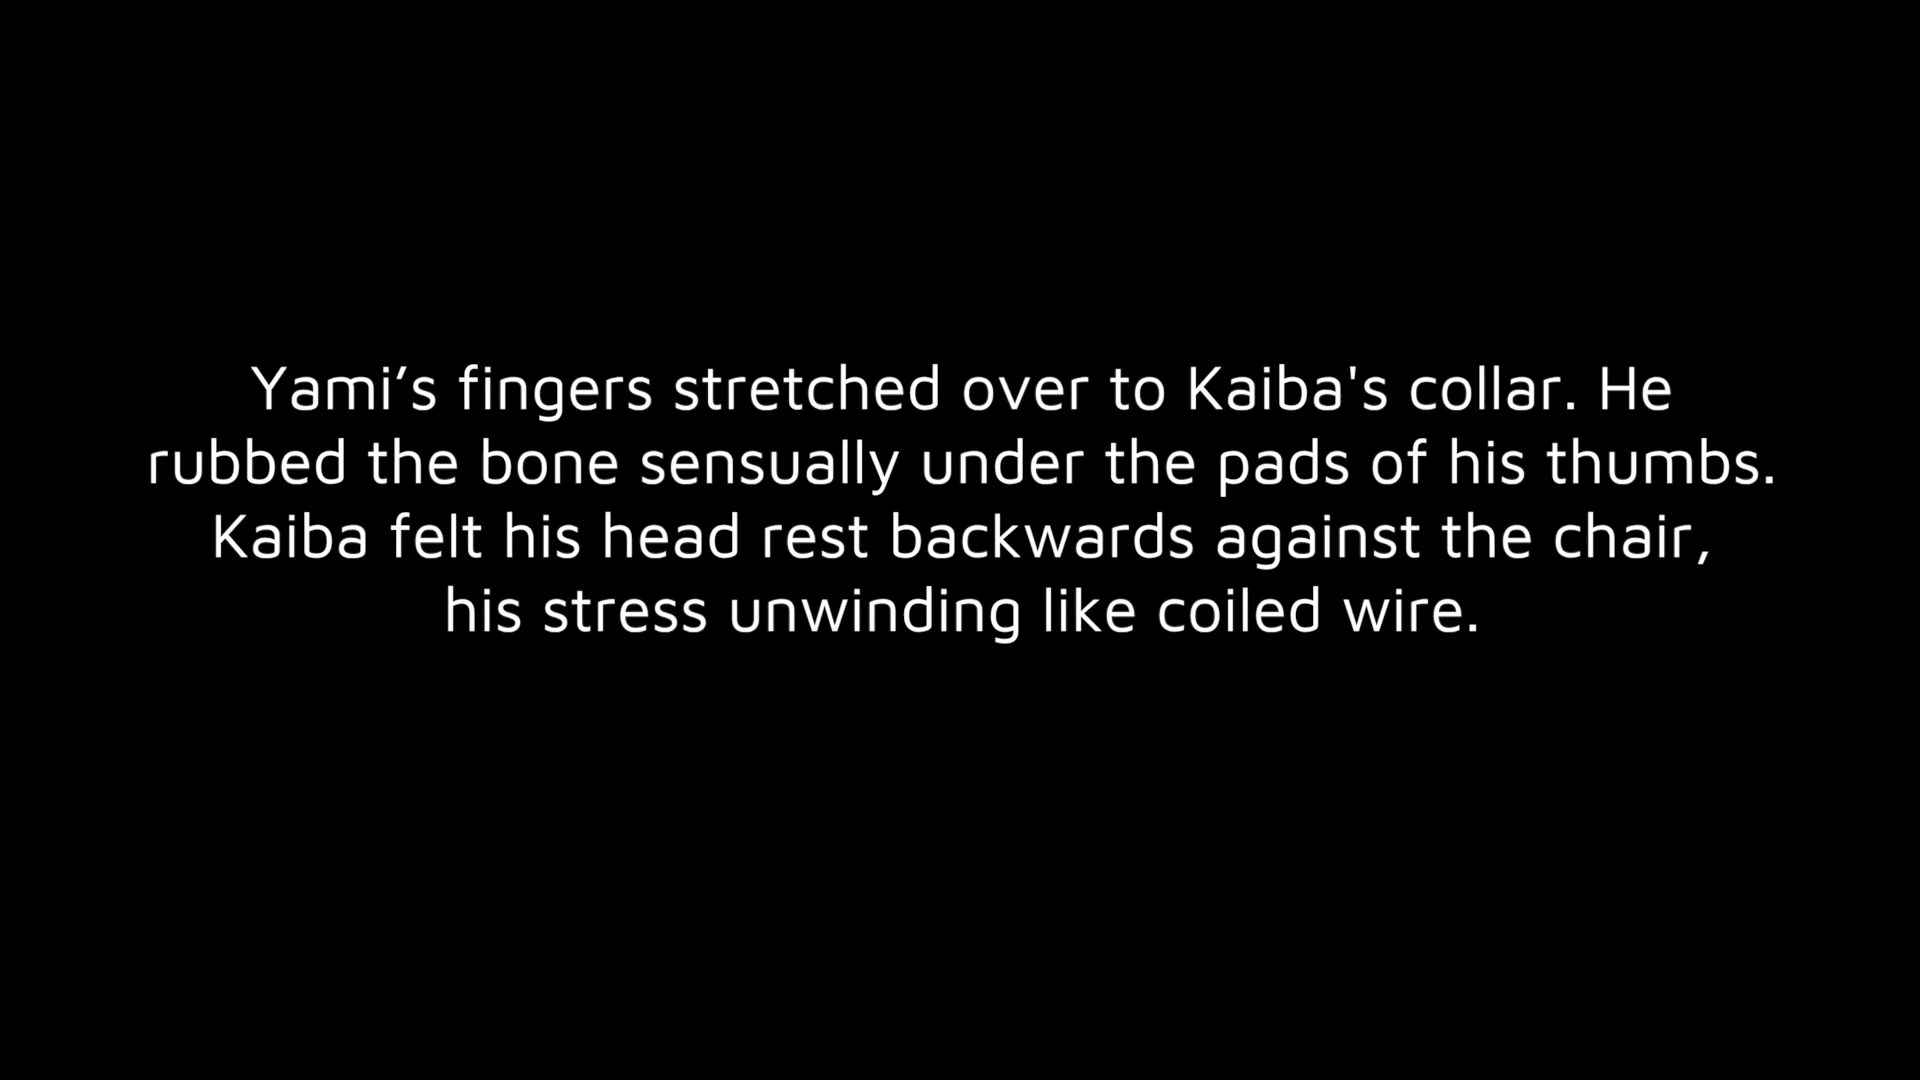 Yami’s fingers stretched over to Kaiba's collar. He
rubbed the bone sensually under the pads of his thumbs.
Kaiba felt his head rest backwards against the chair,
his stress unwinding like coiled wire.